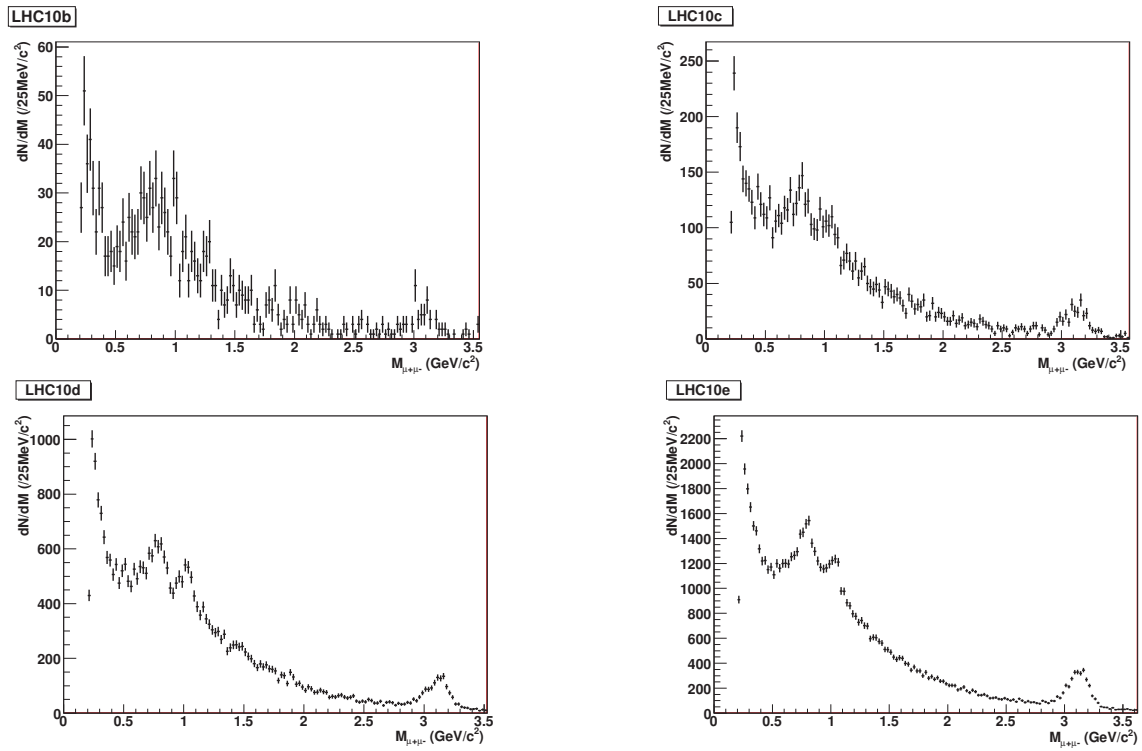 LHC10b
dN/dM (/25MeV/c²)
60
50
40
30
20
10
0
0 0.5 1 1.5 2 2.5 3 3.5
M μ+μ- (GeV/c²)
LHC10c
dN/dM (/25MeV/c²)
250
200
150
100
50
0
0 0.5 1 1.5 2 2.5 3 3.5
M μ+μ- (GeV/c²)
LHC10d
dN/dM (/25MeV/c²)
1000
800
600
400
200
0
0 0.5 1 1.5 2 2.5 3 3.5
M μ+μ- (GeV/c²)
LHC10e
dN/dM (/25MeV/c²)
2200
2000
1800
1600
1400
1200
1000
800
600
400
200
0
0 0.5 1 1.5 2 2.5 3 3.5
M μ+μ- (GeV/c²)